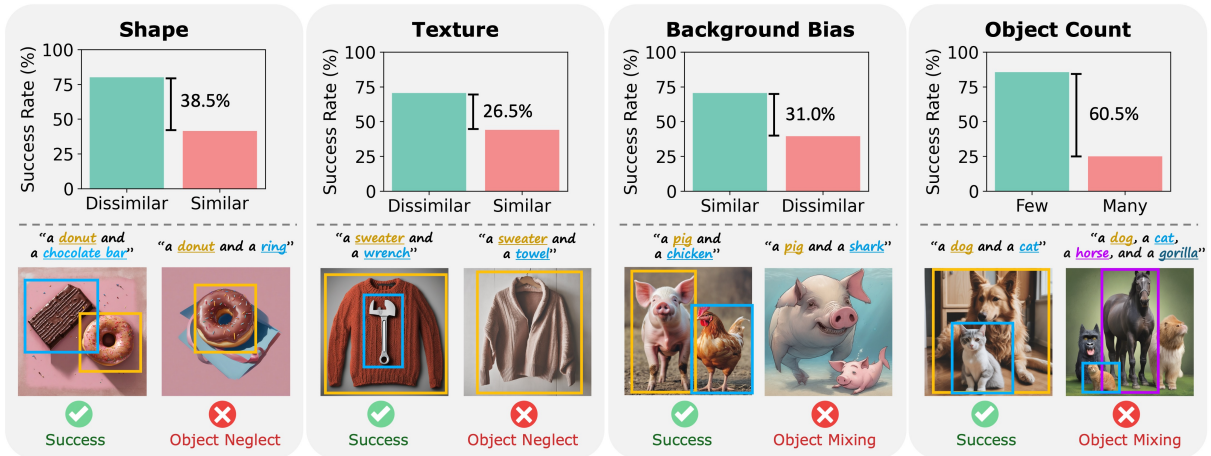 Shape
Success Rate (%)
100
75
50
25
0
38.5%
Dissimilar Similar
“a donut and
a chocolate bar”
“a donut and a ring”
Success
Object Neglect
Texture
Success Rate (%)
100
75
50
25
0
26.5%
Dissimilar Similar
“a sweater and
a wrench”
“a sweater and
a towel”
Success
Object Neglect
Background Bias
Success Rate (%)
100
75
50
25
0
31.0%
Similar Dissimilar
“a pig and
a chicken”
“a pig and a shark”
Success
Object Mixing
Object Count
Success Rate (%)
100
75
50
25
0
60.5%
Few Many
“a dog and a cat”
“a dog, a cat,
a horse, and a gorilla”
Success
Object Mixing